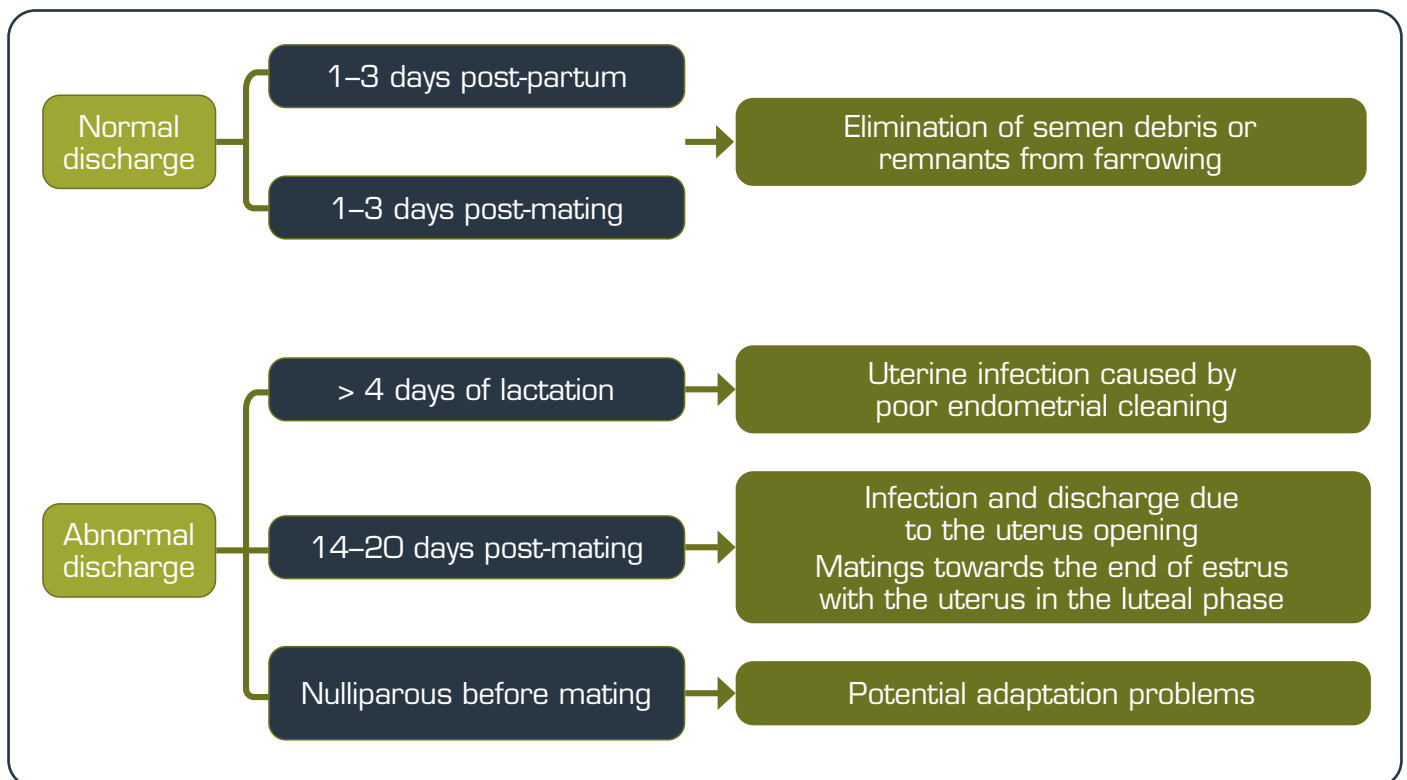 Normal
discharge
1–3 days post-partum
1–3 days post-mating
Elimination of semen debris or
remnants from farrowing
Abnormal
discharge
> 4 days of lactation
Uterine infection caused by
poor endometrial cleaning
14–20 days post-mating
Infection and discharge due
to the uterus opening
Matings towards the end of estrus
with the uterus in the luteal phase
Nulliparous before mating
Potential adaptation problems